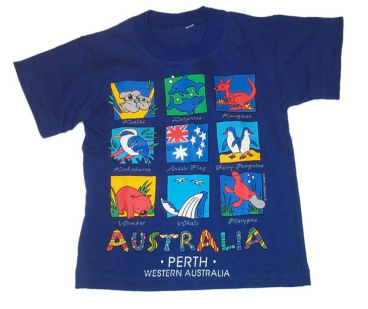 Koalas Dolphins Kangaroo
Kookaburra Aussie Flag Fairy Penguins
Wombat Whale Platypus
AUSTRALIA
• PERTH •
WESTERN AUSTRALIA